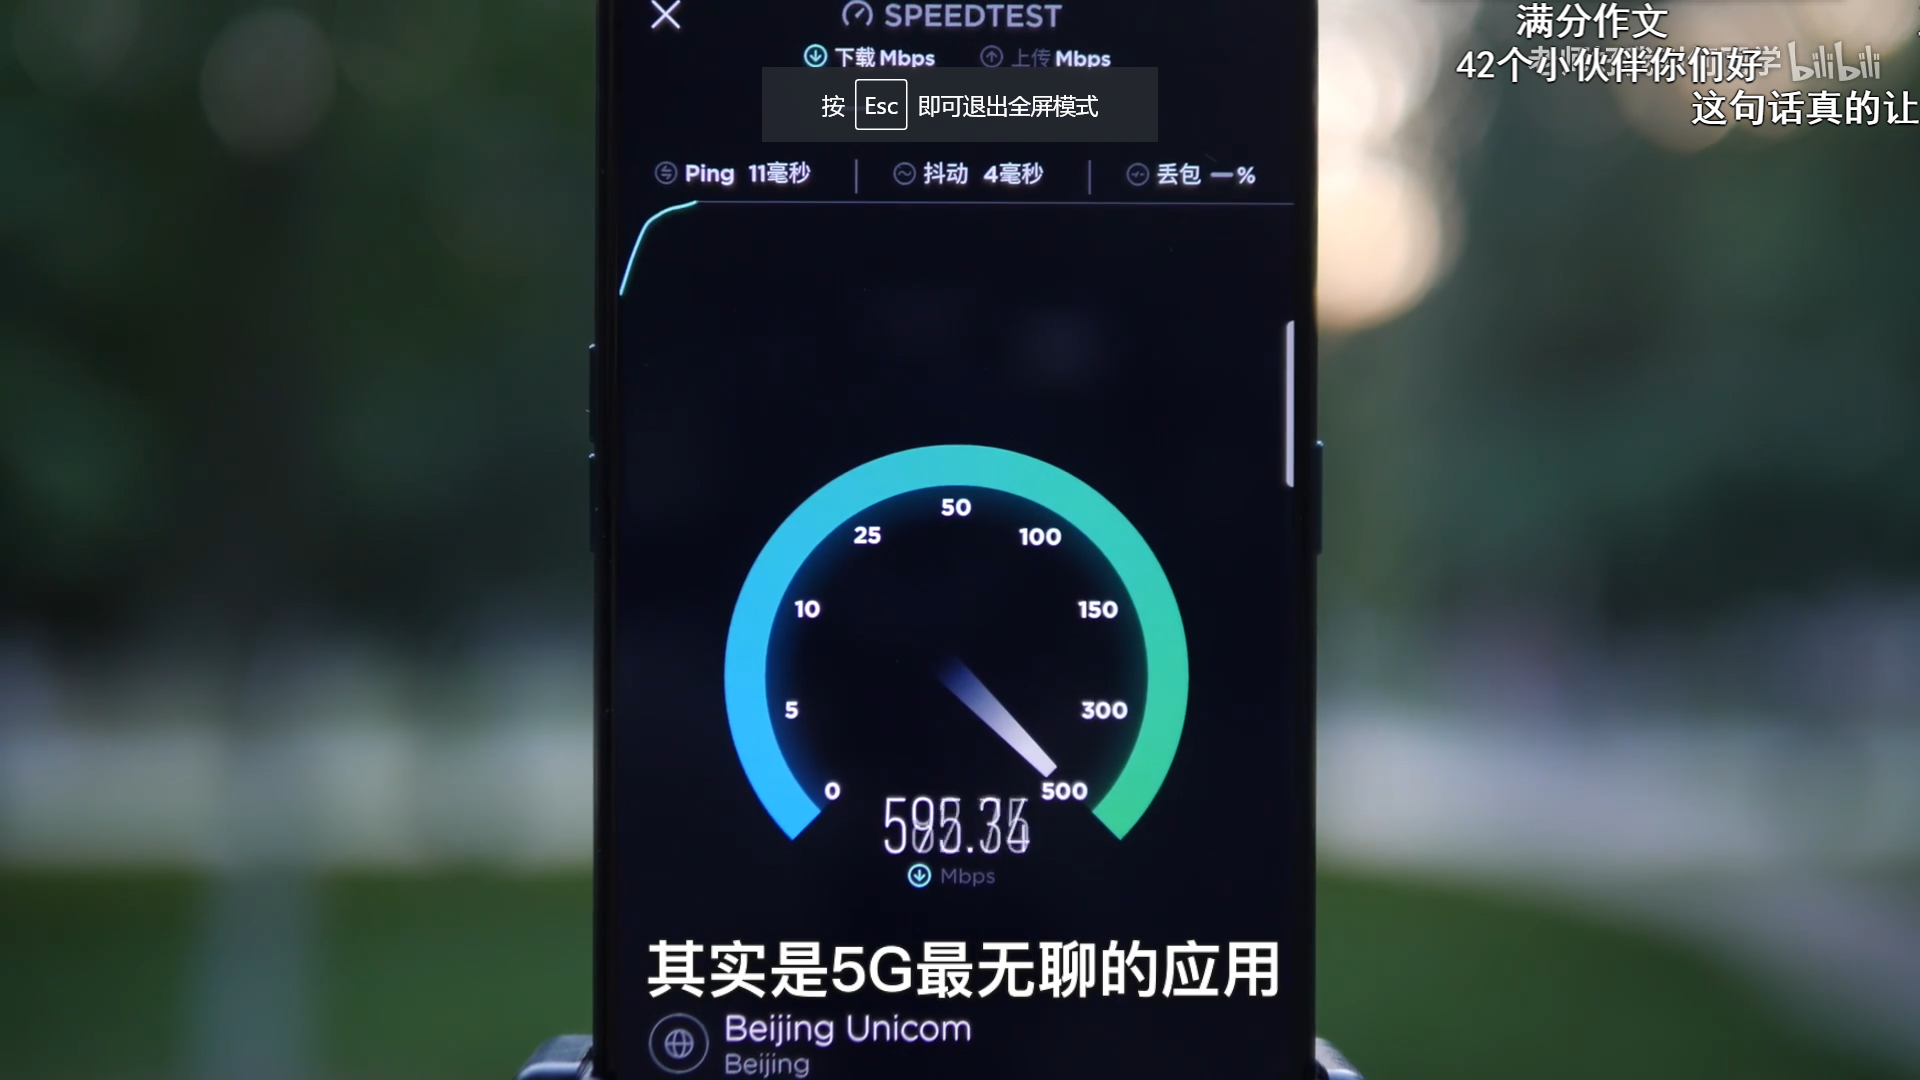 SPEEDTEST
下载 Mbps 上传 Mbps
满分作文
42个小伙伴你们好
bilibili
这句话真的让
按 Esc 即可退出全屏模式
Ping 11毫秒 抖动 4毫秒 丢包 —%
50
25 100
10 150
5 300
0 500
Mbps
其实是5G最无聊的应用
Beijing Unicom
Beijing